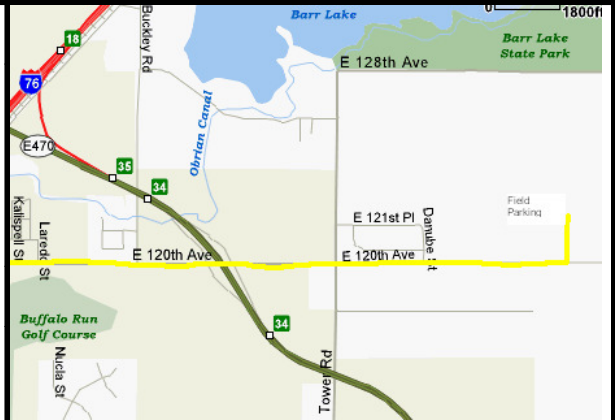 Barr Lake
0
1800ft
Buckley Rd
18
Barr Lake
State Park
E 128th Ave
76
Obrian Canal
E470
35
34
Kalispell St
Laredo St
E 121st Pl
Danube St
Field
Parking
E 120th Ave
E 120th Ave
Buffalo Run
Golf Course
34
Nucla St
Tower Rd